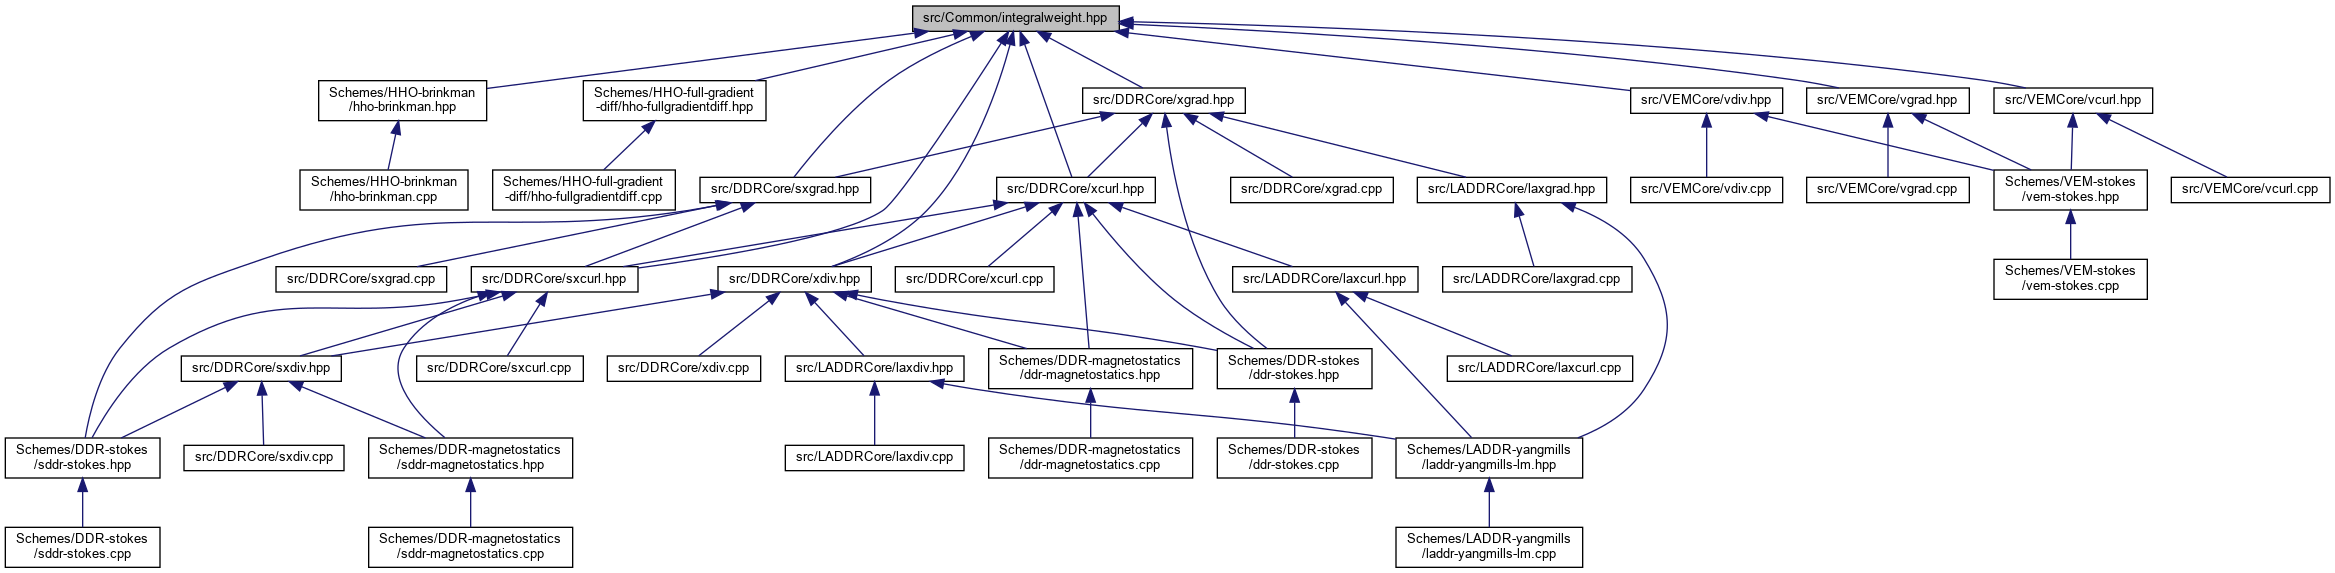 src/Common/integralweight.hpp
Schemes/HHO-brinkman
/hho-brinkman.hpp
Schemes/HHO-full-gradient
-diff/hho-fullgradientdiff.hpp
src/DDRCore/xgrad.hpp
src/VEMCore/vdiv.hpp
src/VEMCore/vgrad.hpp
src/VEMCore/vcurl.hpp
Schemes/HHO-brinkman
/hho-brinkman.cpp
Schemes/HHO-full-gradient
-diff/hho-fullgradientdiff.cpp
src/DDRCore/sxgrad.hpp
src/DDRCore/xcurl.hpp
src/DDRCore/xgrad.cpp
src/LADDRCore/laxgrad.hpp
src/VEMCore/vdiv.cpp
src/VEMCore/vgrad.cpp
Schemes/VEM-stokes
/vem-stokes.hpp
src/VEMCore/vcurl.cpp
src/DDRCore/sxgrad.cpp
src/DDRCore/sxcurl.hpp
src/DDRCore/xdiv.hpp
src/DDRCore/xcurl.cpp
src/LADDRCore/laxcurl.hpp
src/LADDRCore/laxgrad.cpp
Schemes/VEM-stokes
/vem-stokes.cpp
src/DDRCore/sxdiv.hpp
src/DDRCore/sxcurl.cpp
src/DDRCore/xdiv.cpp
src/LADDRCore/laxdiv.hpp
Schemes/DDR-magnetostatics
/ddr-magnetostatics.hpp
Schemes/DDR-stokes
/ddr-stokes.hpp
src/LADDRCore/laxcurl.cpp
Schemes/DDR-stokes
/sddr-stokes.hpp
src/DDRCore/sxdiv.cpp
Schemes/DDR-magnetostatics
/sddr-magnetostatics.hpp
src/LADDRCore/laxdiv.cpp
Schemes/DDR-magnetostatics
/ddr-magnetostatics.cpp
Schemes/DDR-stokes
/ddr-stokes.cpp
Schemes/LADDR-yangmills
/laddr-yangmills-lm.hpp
Schemes/DDR-stokes
/sddr-stokes.cpp
Schemes/DDR-magnetostatics
/sddr-magnetostatics.cpp
Schemes/LADDR-yangmills
/laddr-yangmills-lm.cpp